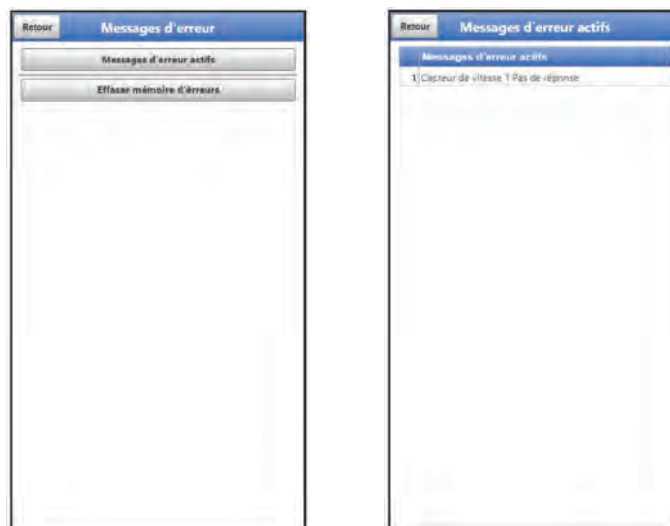 Retour
Messages d'erreur
Messages d'erreur actifs
Effacer mémoire d'erreurs
Retour
Messages d'erreur actifs
Messages d'erreur actifs
1 Capteur de vitesse 1 Pas de réponse